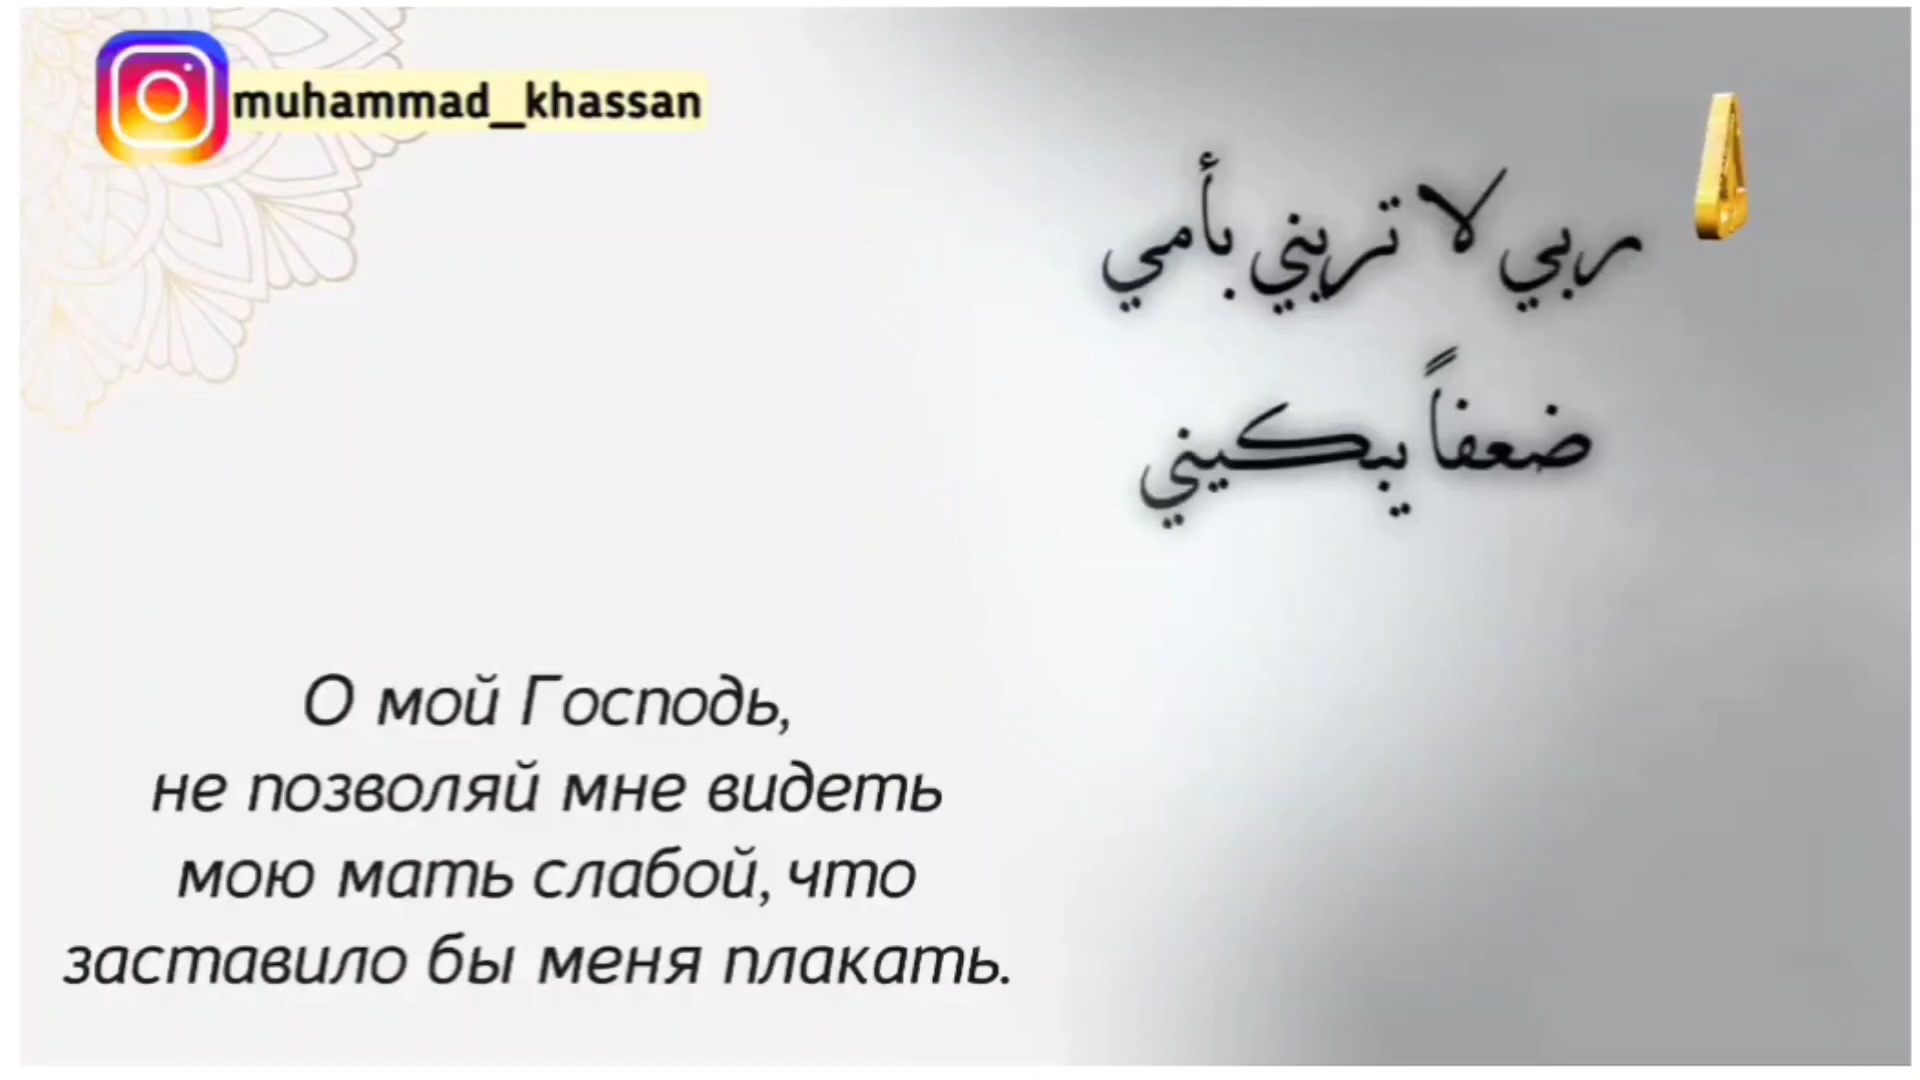 muhammad_khassan
ربي لا تريني بأمي
ضعفاً يبكيني
О мой Господь,
не позволяй мне видеть
мою мать слабой, что
заставило бы меня плакать.